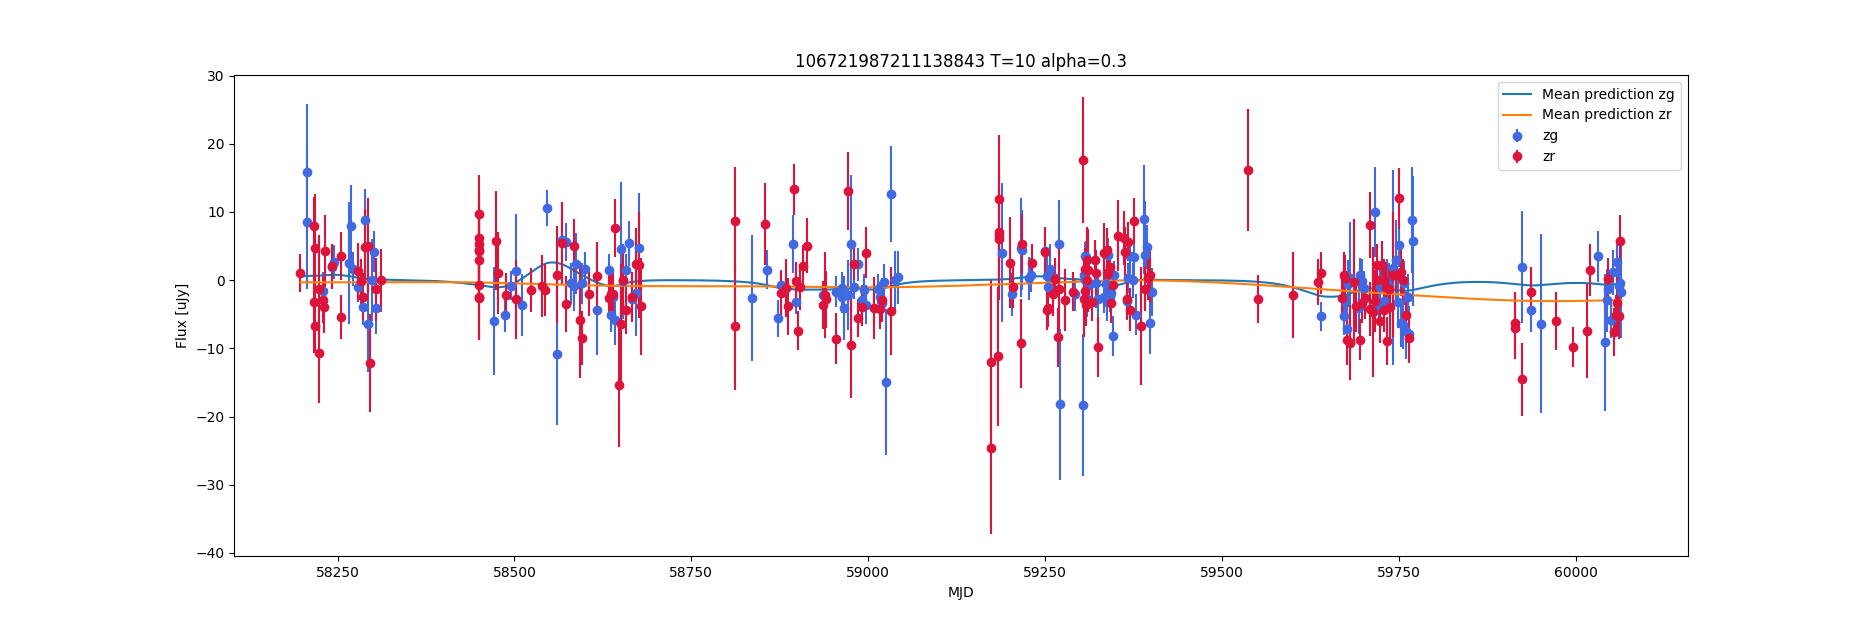 106721987211138843 T=10 alpha=0.3
Mean prediction zg
Mean prediction zr
zg
zr
30
20
10
0
−10
−20
−30
−40
Flux [uJy]
58250 58500 58750 59000 59250 59500 59750 60000
MJD